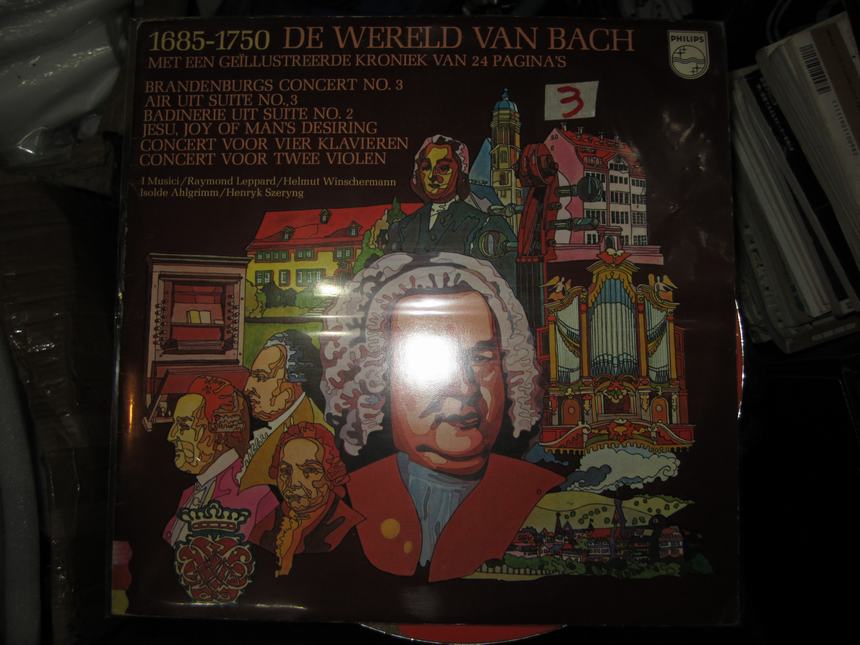 1685-1750 DE WERELD VAN BACH
MET EEN GEÏLLUSTREERDE KRONIEK VAN 24 PAGINA'S
BRANDENBURGS CONCERT NO. 3
AIR UIT SUITE NO. 3
BADINERIE UIT SUITE NO. 2
JESU, JOY OF MAN'S DESIRING
CONCERT VOOR VIER KLAVIEREN
CONCERT VOOR TWEE VIOLEN
I Musici/Raymond Leppard/Helmut Winschermann
Isolde Ahlgrimm/Henryk Szeryng
PHILIPS
3